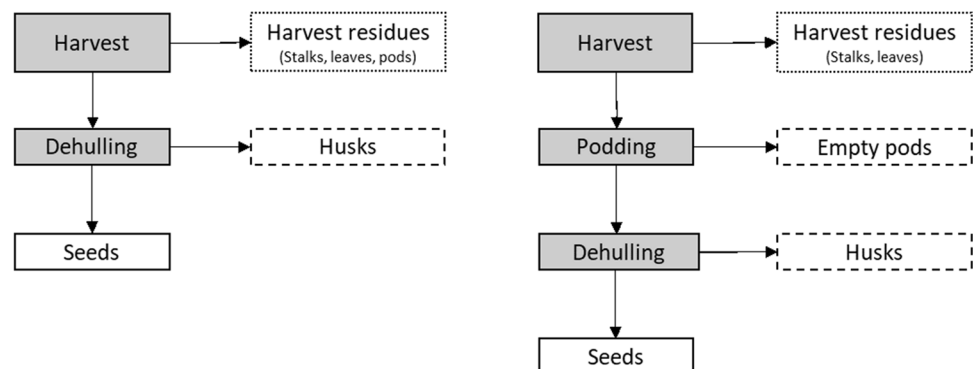 Harvest
Harvest residues
(Stalks, leaves, pods)
Dehulling
Husks
Seeds
Harvest
Harvest residues
(Stalks, leaves)
Podding
Empty pods
Dehulling
Husks
Seeds